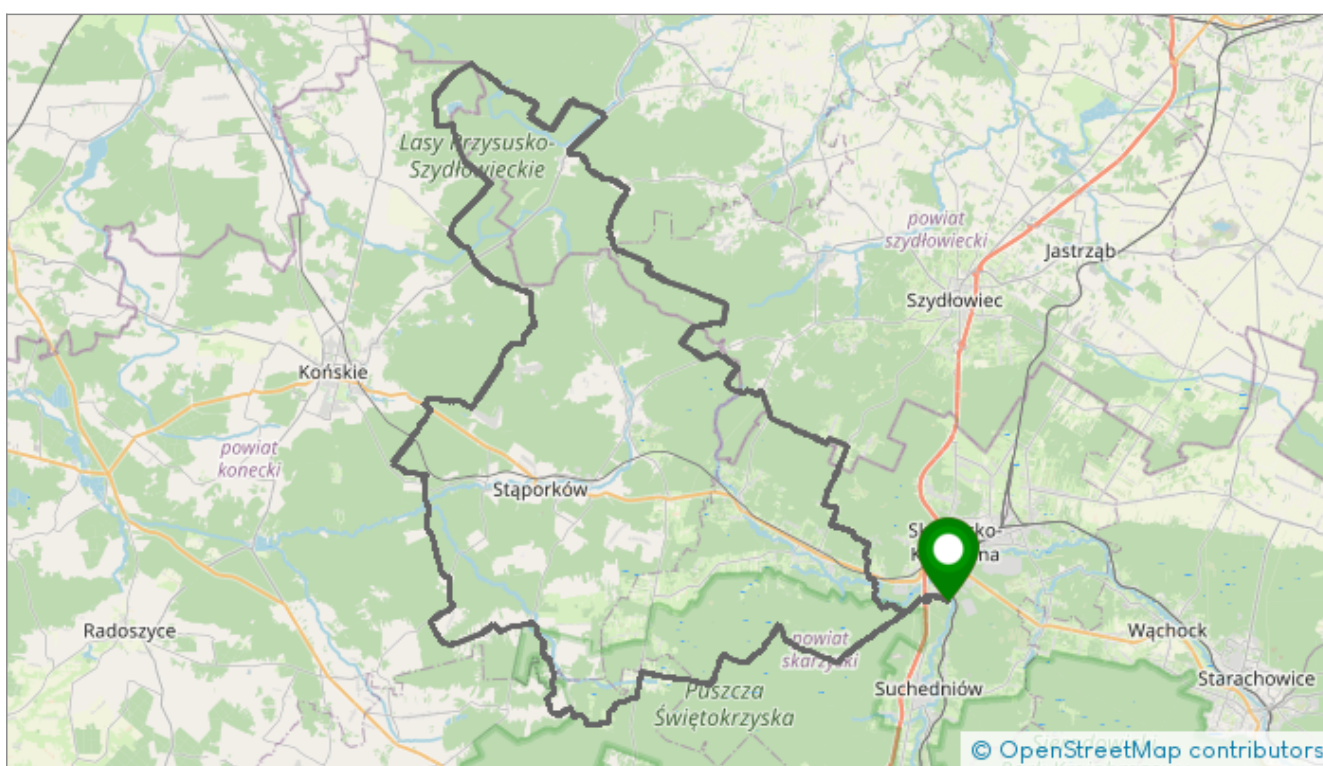 Lasy Przysusko-
Szydłowieckie
powiat
szydłowiecki
Jastrząb
Szydłowiec
Końskie
powiat
konecki
Stąporków
Radoszyce
powiat
skarżyski
Wąchock
Starachowice
Suchedniów
Puszcza
Świętokrzyska
© OpenStreetMap contributors